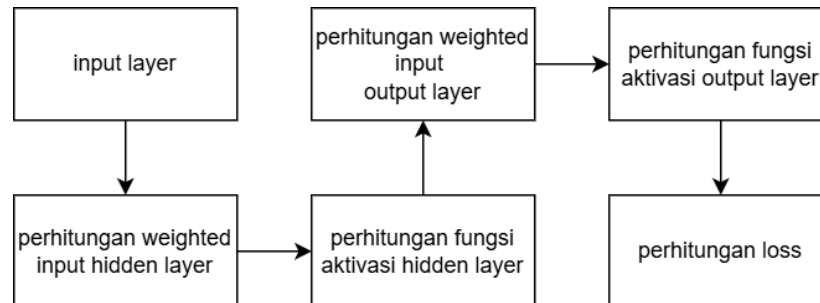 input layer
perhitungan weighted
input hidden layer
perhitungan fungsi
aktivasi hidden layer
perhitungan weighted
input
output layer
perhitungan fungsi
aktivasi output layer
perhitungan loss